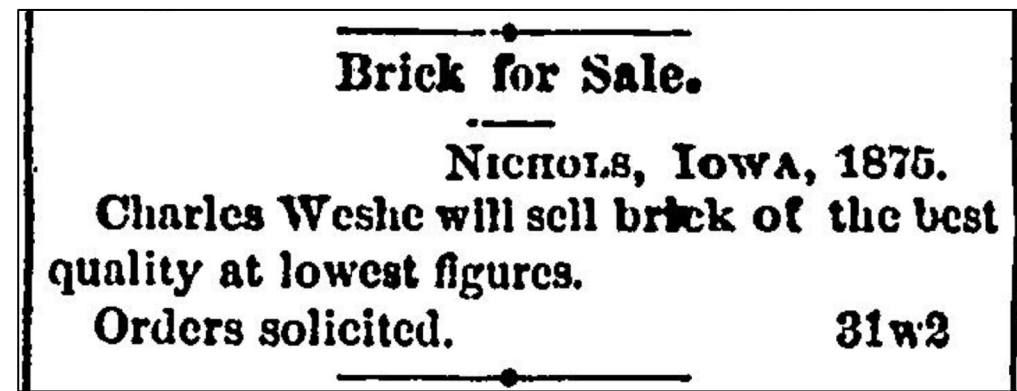 Brick for Sale.
NICHOLS, IOWA, 1875.
Charles Weshe will sell brick of the best
quality at lowest figures.
Orders solicited. 31w2